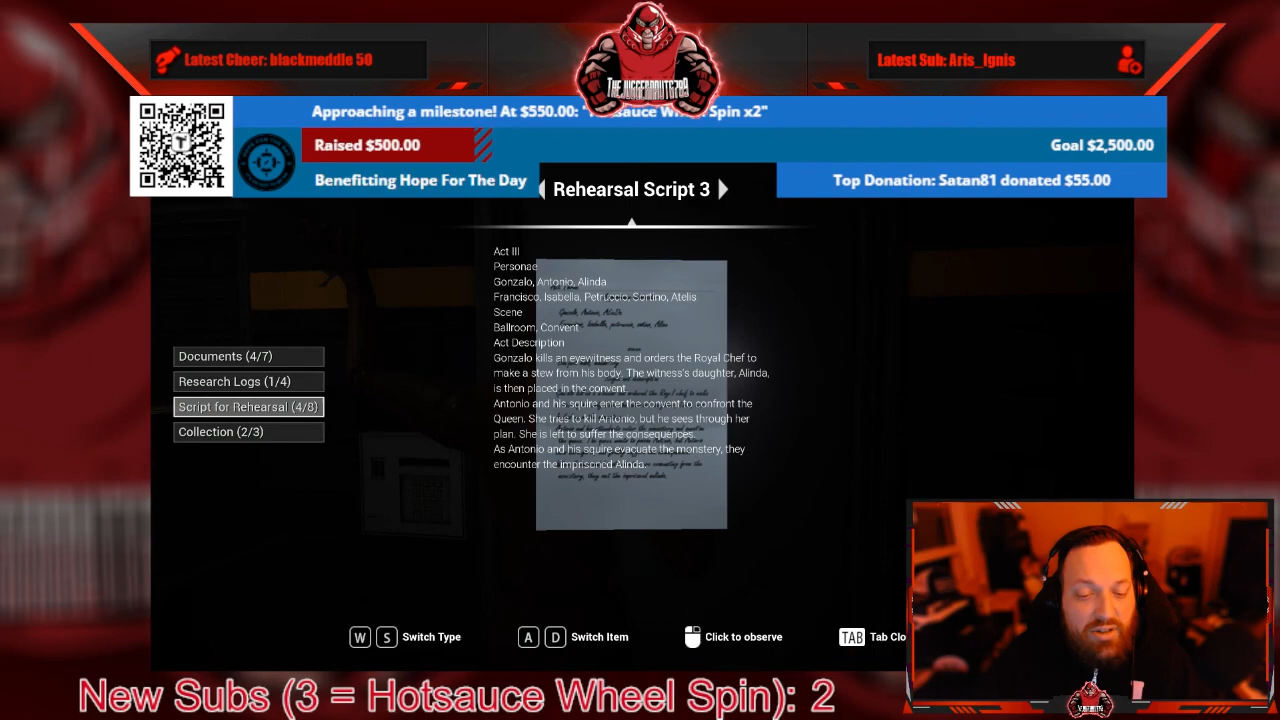 Latest Cheer: blackmeddle 50
THEJUGGERNAUT789
Latest Sub: Aris_Ignis
Approaching a milestone! At $550.00: "Hotsauce Wheel Spin x2"
Raised $500.00
Goal $2,500.00
Benefitting Hope For The Day
Rehearsal Script 3
Top Donation: Satan81 donated $55.00
Act III
Personae
Gonzalo, Antonio, Alinda
Francisco, Isabella, Petruccio, Sortino, Atelis
Scene
Ballroom, Convent
Act Description
Gonzalo kills an eyewitness and orders the Royal Chef to
make a stew from his body. The witness's daughter, Alinda,
is then placed in the convent.
Antonio and his squire enter the convent to confront the
Queen. She tries to kill Antonio, but he sees through her
plan. She is left to suffer the consequences.
As Antonio and his squire evacuate the monstery, they
encounter the imprisoned Alinda.
Documents (4/7)
Research Logs (1/4)
Script for Rehearsal (4/8)
Collection (2/3)
W S Switch Type
A D Switch Item
Click to observe
TAB Tab Clo
New Subs (3 = Hotsauce Wheel Spin): 2